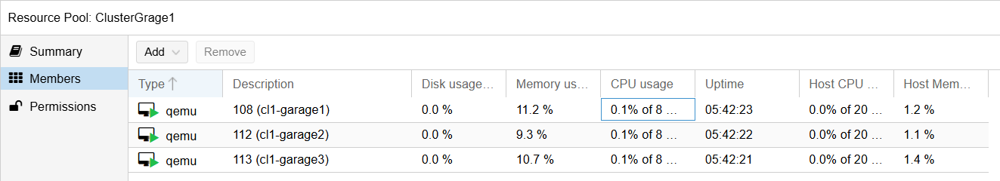 Resource Pool: ClusterGrage1
Summary
Members
Permissions
Add Remove
Type Description Disk usage... Memory us... CPU usage Uptime Host CPU ... Host Mem...
qemu 108 (cl1-garage1) 0.0 % 11.2 % 0.1% of 8 ... 05:42:23 0.0% of 20 ... 1.2 %
qemu 112 (cl1-garage2) 0.0 % 9.3 % 0.1% of 8 ... 05:42:22 0.0% of 20 ... 1.1 %
qemu 113 (cl1-garage3) 0.0 % 10.7 % 0.1% of 8 ... 05:42:21 0.0% of 20 ... 1.4 %